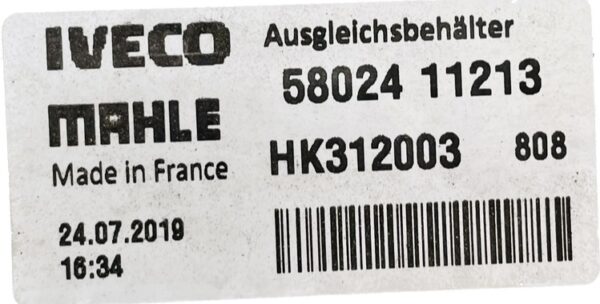 IVECO
MAHLE
Made in France
24.07.2019
16:34
Ausgleichsbehälter
58024 11213
HK312003 808